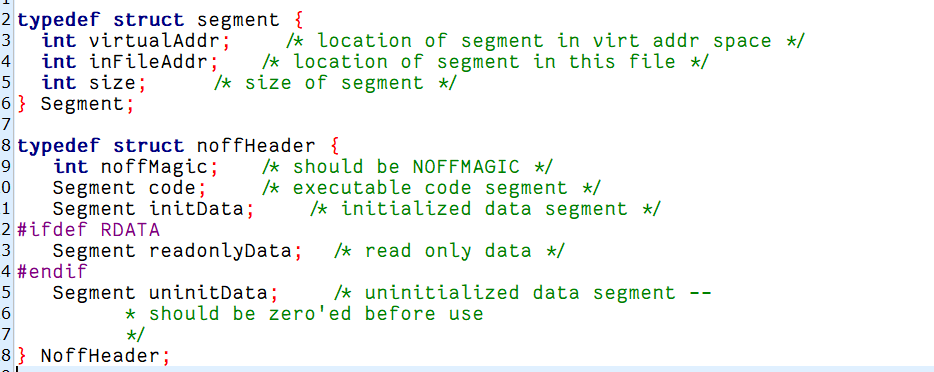 2 typedef struct segment {
3 int virtualAddr; /* location of segment in virt addr space */
4 int inFileAddr; /* location of segment in this file */
5 int size; /* size of segment */
6 } Segment;
7
8 typedef struct noffHeader {
9 int noffMagic; /* should be NOFFMAGIC */
0 Segment code; /* executable code segment */
1 Segment initData; /* initialized data segment */
2 #ifdef RDATA
3 Segment readonlyData; /* read only data */
4 #endif
5 Segment uninitData; /* uninitialized data segment --
6 * should be zero'ed before use
7 */
8 } NoffHeader;